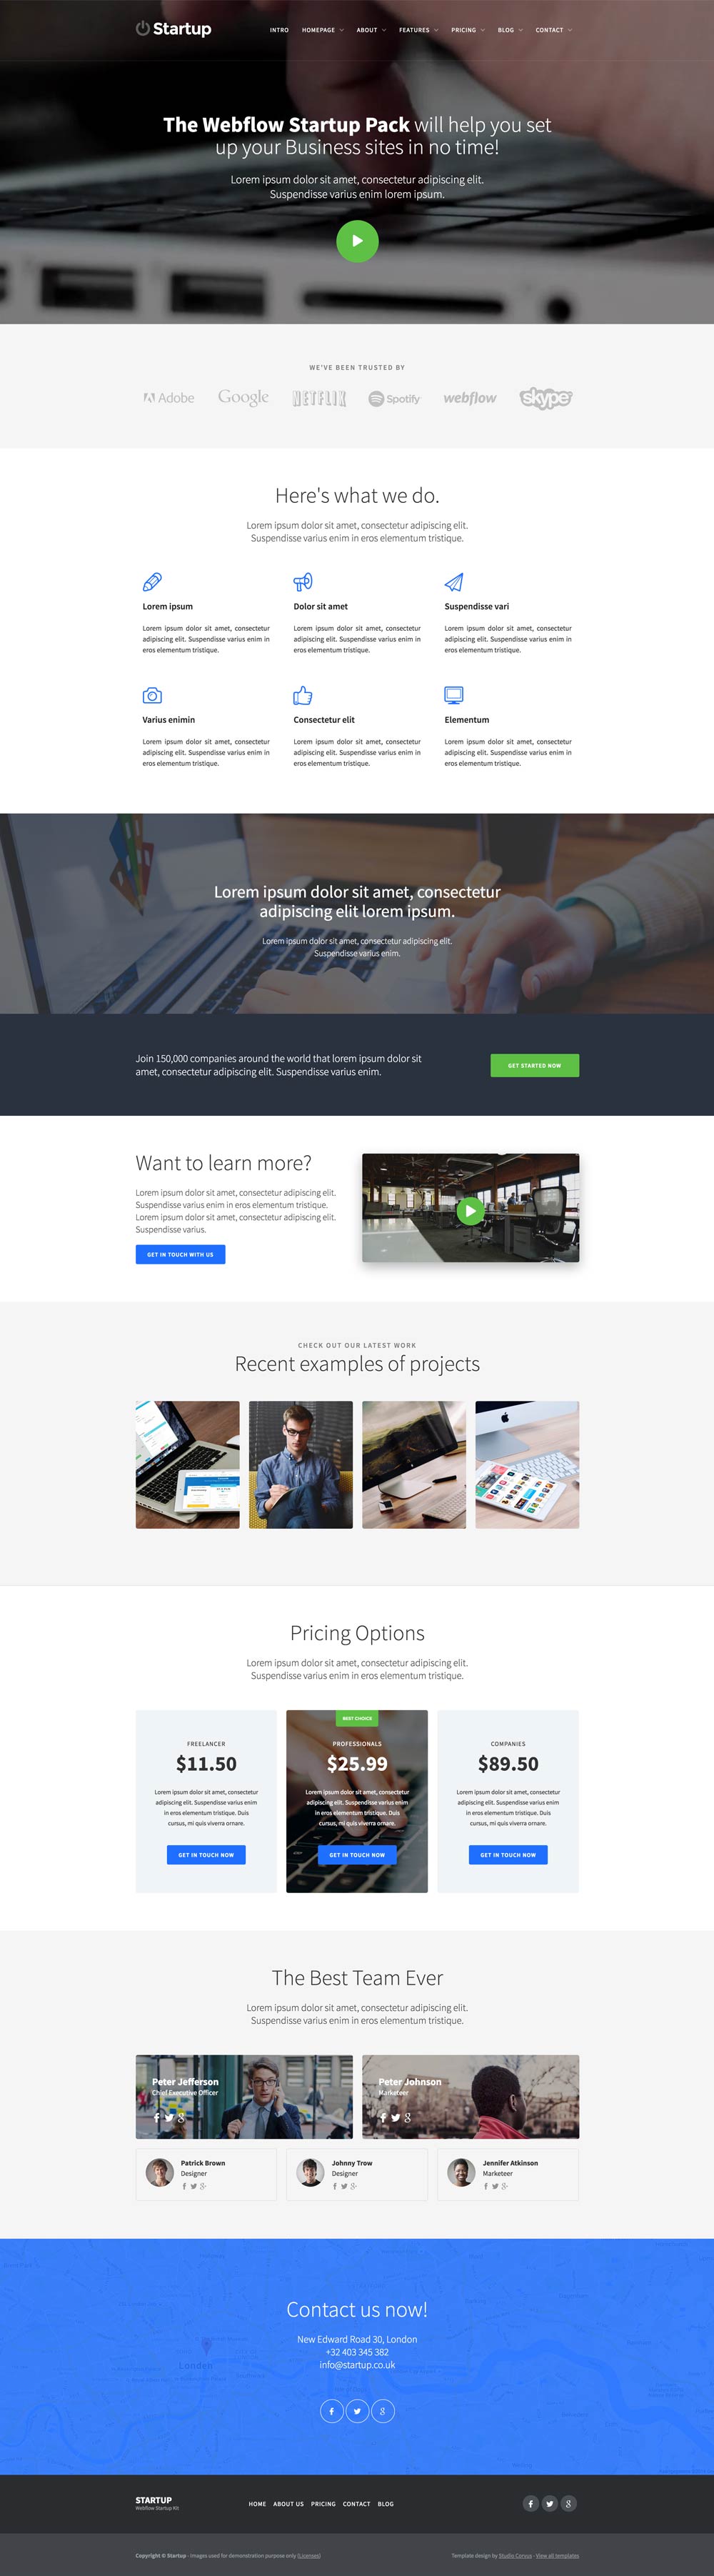 Startup
INTRO HOMEPAGE ABOUT FEATURES PRICING BLOG CONTACT
The Webflow Startup Pack will help you set
up your Business sites in no time!
Lorem ipsum dolor sit amet, consectetur adipiscing elit.
Suspendisse varius enim lorem ipsum.
WE'VE BEEN TRUSTED BY
Adobe Google NETFLIX Spotify webflow skype
Here's what we do.
Lorem ipsum dolor sit amet, consectetur adipiscing elit.
Suspendisse varius enim in eros elementum tristique.
Lorem ipsum
Lorem ipsum dolor sit amet, consectetur
adipiscing elit. Suspendisse varius enim in
eros elementum tristique.
Dolor sit amet
Lorem ipsum dolor sit amet, consectetur
adipiscing elit. Suspendisse varius enim in
eros elementum tristique.
Suspendisse vari
Lorem ipsum dolor sit amet, consectetur
adipiscing elit. Suspendisse varius enim in
eros elementum tristique.
Varius enimin
Lorem ipsum dolor sit amet, consectetur
adipiscing elit. Suspendisse varius enim in
eros elementum tristique.
Consectetur elit
Lorem ipsum dolor sit amet, consectetur
adipiscing elit. Suspendisse varius enim in
eros elementum tristique.
Elementum
Lorem ipsum dolor sit amet, consectetur
adipiscing elit. Suspendisse varius enim in
eros elementum tristique.
Lorem ipsum dolor sit amet, consectetur
adipiscing elit lorem ipsum.
Lorem ipsum dolor sit amet, consectetur adipiscing elit.
Suspendisse varius enim.
Join 150,000 companies around the world that lorem ipsum dolor sit
amet, consectetur adipiscing elit. Suspendisse varius enim.
GET STARTED NOW
Want to learn more?
Lorem ipsum dolor sit amet, consectetur adipiscing elit.
Suspendisse varius enim in eros elementum tristique.
Lorem ipsum dolor sit amet, consectetur adipiscing elit.
Suspendisse varius.
GET IN TOUCH WITH US
CHECK OUT OUR LATEST WORK
Recent examples of projects
Pricing Options
Lorem ipsum dolor sit amet, consectetur adipiscing elit.
Suspendisse varius enim in eros elementum tristique.
FREELANCER
$11.50
Lorem ipsum dolor sit amet, consectetur
adipiscing elit. Suspendisse varius enim
in eros elementum tristique. Duis
cursus, mi quis viverra ornare.
GET IN TOUCH NOW
BEST CHOICE
PROFESSIONALS
$25.99
Lorem ipsum dolor sit amet, consectetur
adipiscing elit. Suspendisse varius enim
in eros elementum tristique. Duis
cursus, mi quis viverra ornare.
GET IN TOUCH NOW
COMPANIES
$89.50
Lorem ipsum dolor sit amet, consectetur
adipiscing elit. Suspendisse varius enim
in eros elementum tristique. Duis
cursus, mi quis viverra ornare.
GET IN TOUCH NOW
The Best Team Ever
Lorem ipsum dolor sit amet, consectetur adipiscing elit.
Suspendisse varius enim in eros elementum tristique.
Peter Jefferson
Chief Executive Officer
Peter Johnson
Marketeer
Patrick Brown
Designer
Johnny Trow
Designer
Jennifer Atkinson
Marketeer
Contact us now!
New Edward Road 30, London
+32 403 345 382
info@startup.co.uk
London
STARTUP
Webflow Startup Kit
HOME ABOUT US PRICING CONTACT BLOG
Copyright © Startup - Images used for demonstration purpose only (Licenses)
Template design by Studio Corvus - View all templates